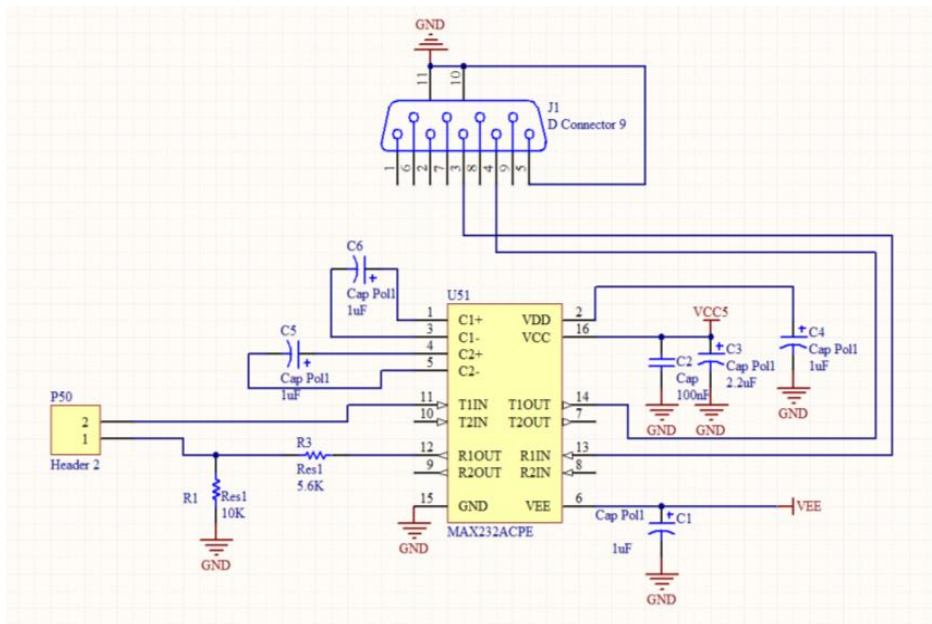 GND
11
10
J1
D Connector 9
1
6
2
7
3
8
4
9
5
C6
+
Cap Pol1
1uF
C5
+
Cap Pol1
1uF
U51
1 C1+ VDD 2
3 C1- VCC 16
4 C2+
5 C2-
11 T1IN T1OUT 14
10 T2IN T2OUT 7
12 R1OUT R1IN 13
9 R2OUT R2IN 8
15 GND VEE 6
MAX232ACPE
GND
VCC5
C2
Cap
100nF
GND
+
C3
Cap Pol1
2.2uF
GND
+
C4
Cap Pol1
1uF
GND
P50
2
1
Header 2
R3
Res1
5.6K
R1
Res1
10K
GND
VEE
Cap Pol1
+
C1
1uF
GND